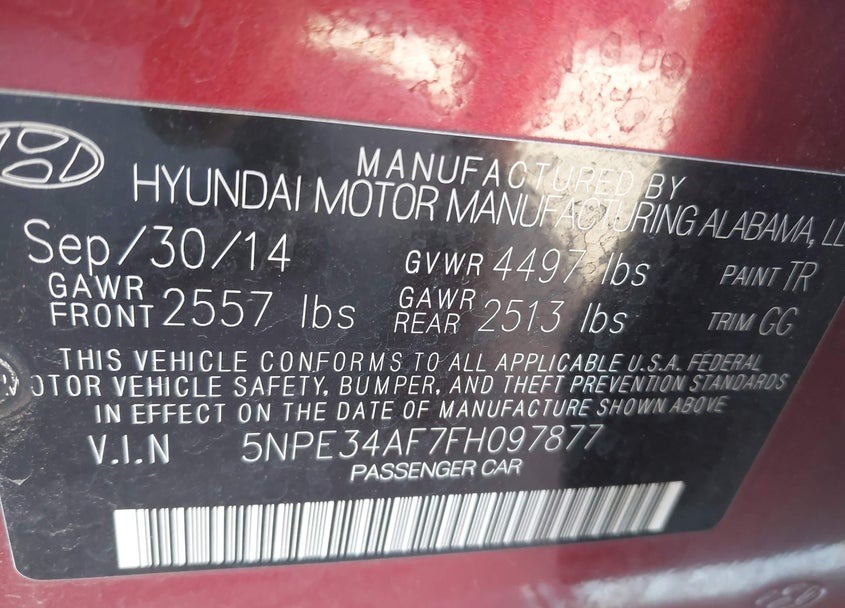 MANUFACTURED BY
HYUNDAI MOTOR MANUFACTURING ALABAMA, LL
Sep/30/14 GVWR 4497 lbs PAINT TR
GAWR FRONT 2557 lbs GAWR REAR 2513 lbs TRIM GG
THIS VEHICLE CONFORMS TO ALL APPLICABLE U.S.A. FEDERAL
MOTOR VEHICLE SAFETY, BUMPER, AND THEFT PREVENTION STANDARDS
IN EFFECT ON THE DATE OF MANUFACTURE SHOWN ABOVE
V.I.N 5NPE34AF7FH097877
PASSENGER CAR